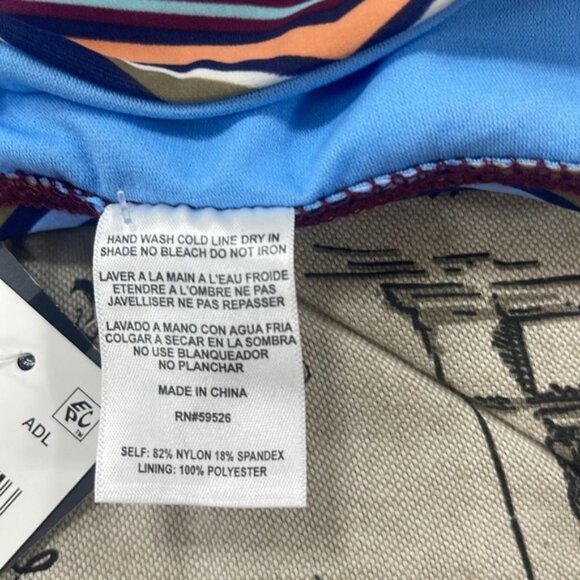 HAND WASH COLD LINE DRY IN
SHADE NO BLEACH DO NOT IRON
LAVER A LA MAIN A L'EAU FROIDE
ETENDRE A L'OMBRE NE PAS
JAVELLISER NE PAS REPASSER
LAVADO A MANO CON AGUA FRIA
COLGAR A SECAR EN LA SOMBRA
NO USE BLANQUEADOR
NO PLANCHAR
MADE IN CHINA
RN#59526
SELF: 82% NYLON 18% SPANDEX
LINING: 100% POLYESTER
EPC
TM
ADL